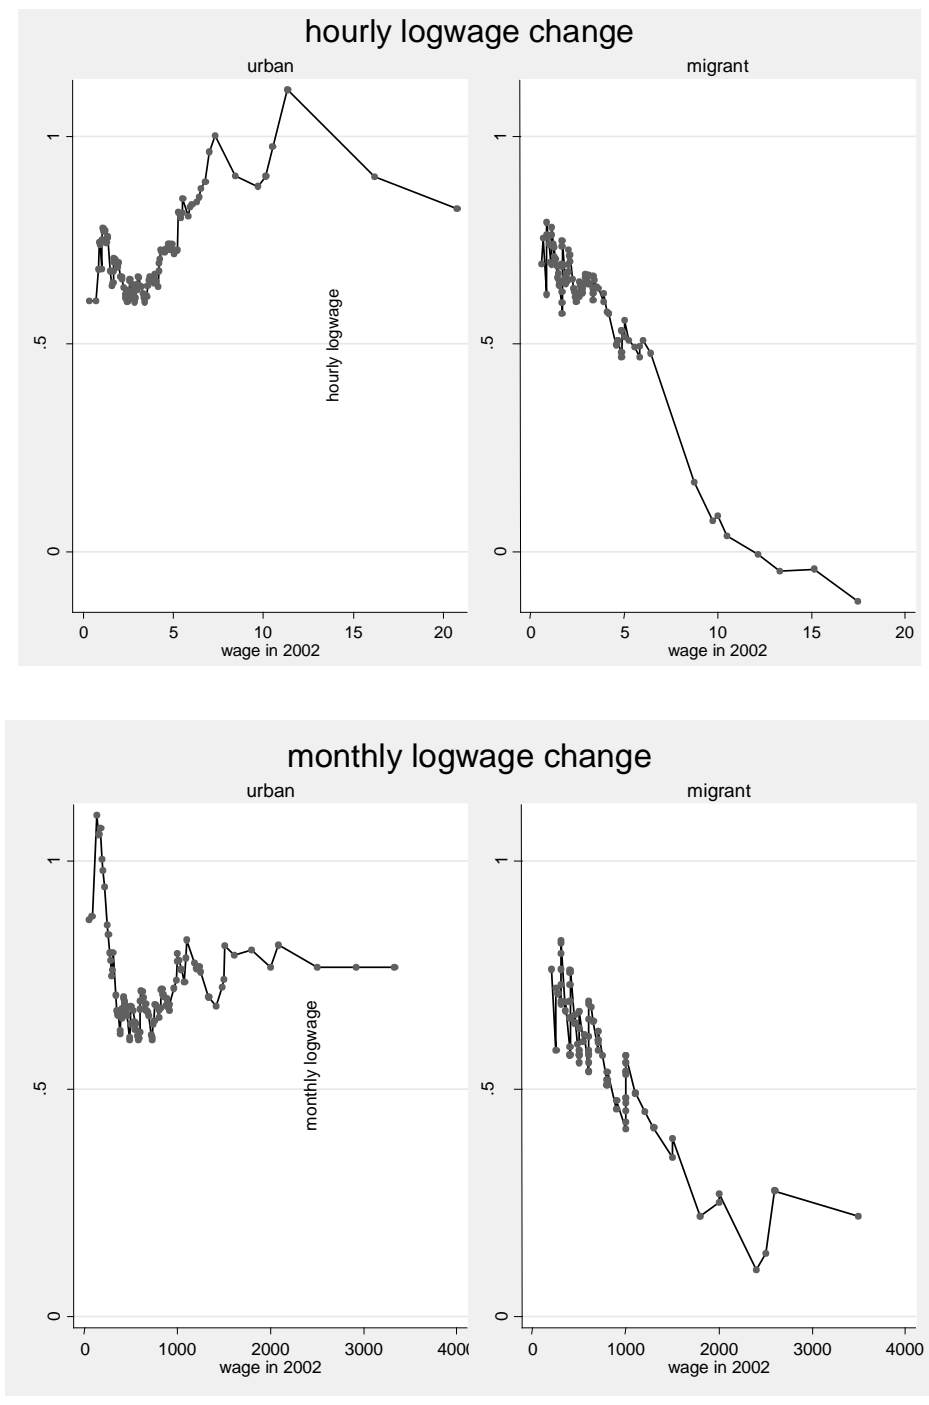 hourly logwage change
urban
migrant
1
.5
0
hourly logwage
0 5 10 15 20
wage in 2002
1
.5
0
0 5 10 15 20
wage in 2002
monthly logwage change
urban
migrant
1
.5
0
monthly logwage
0 1000 2000 3000 400
wage in 2002
1
.5
0
0 1000 2000 3000 4000
wage in 2002